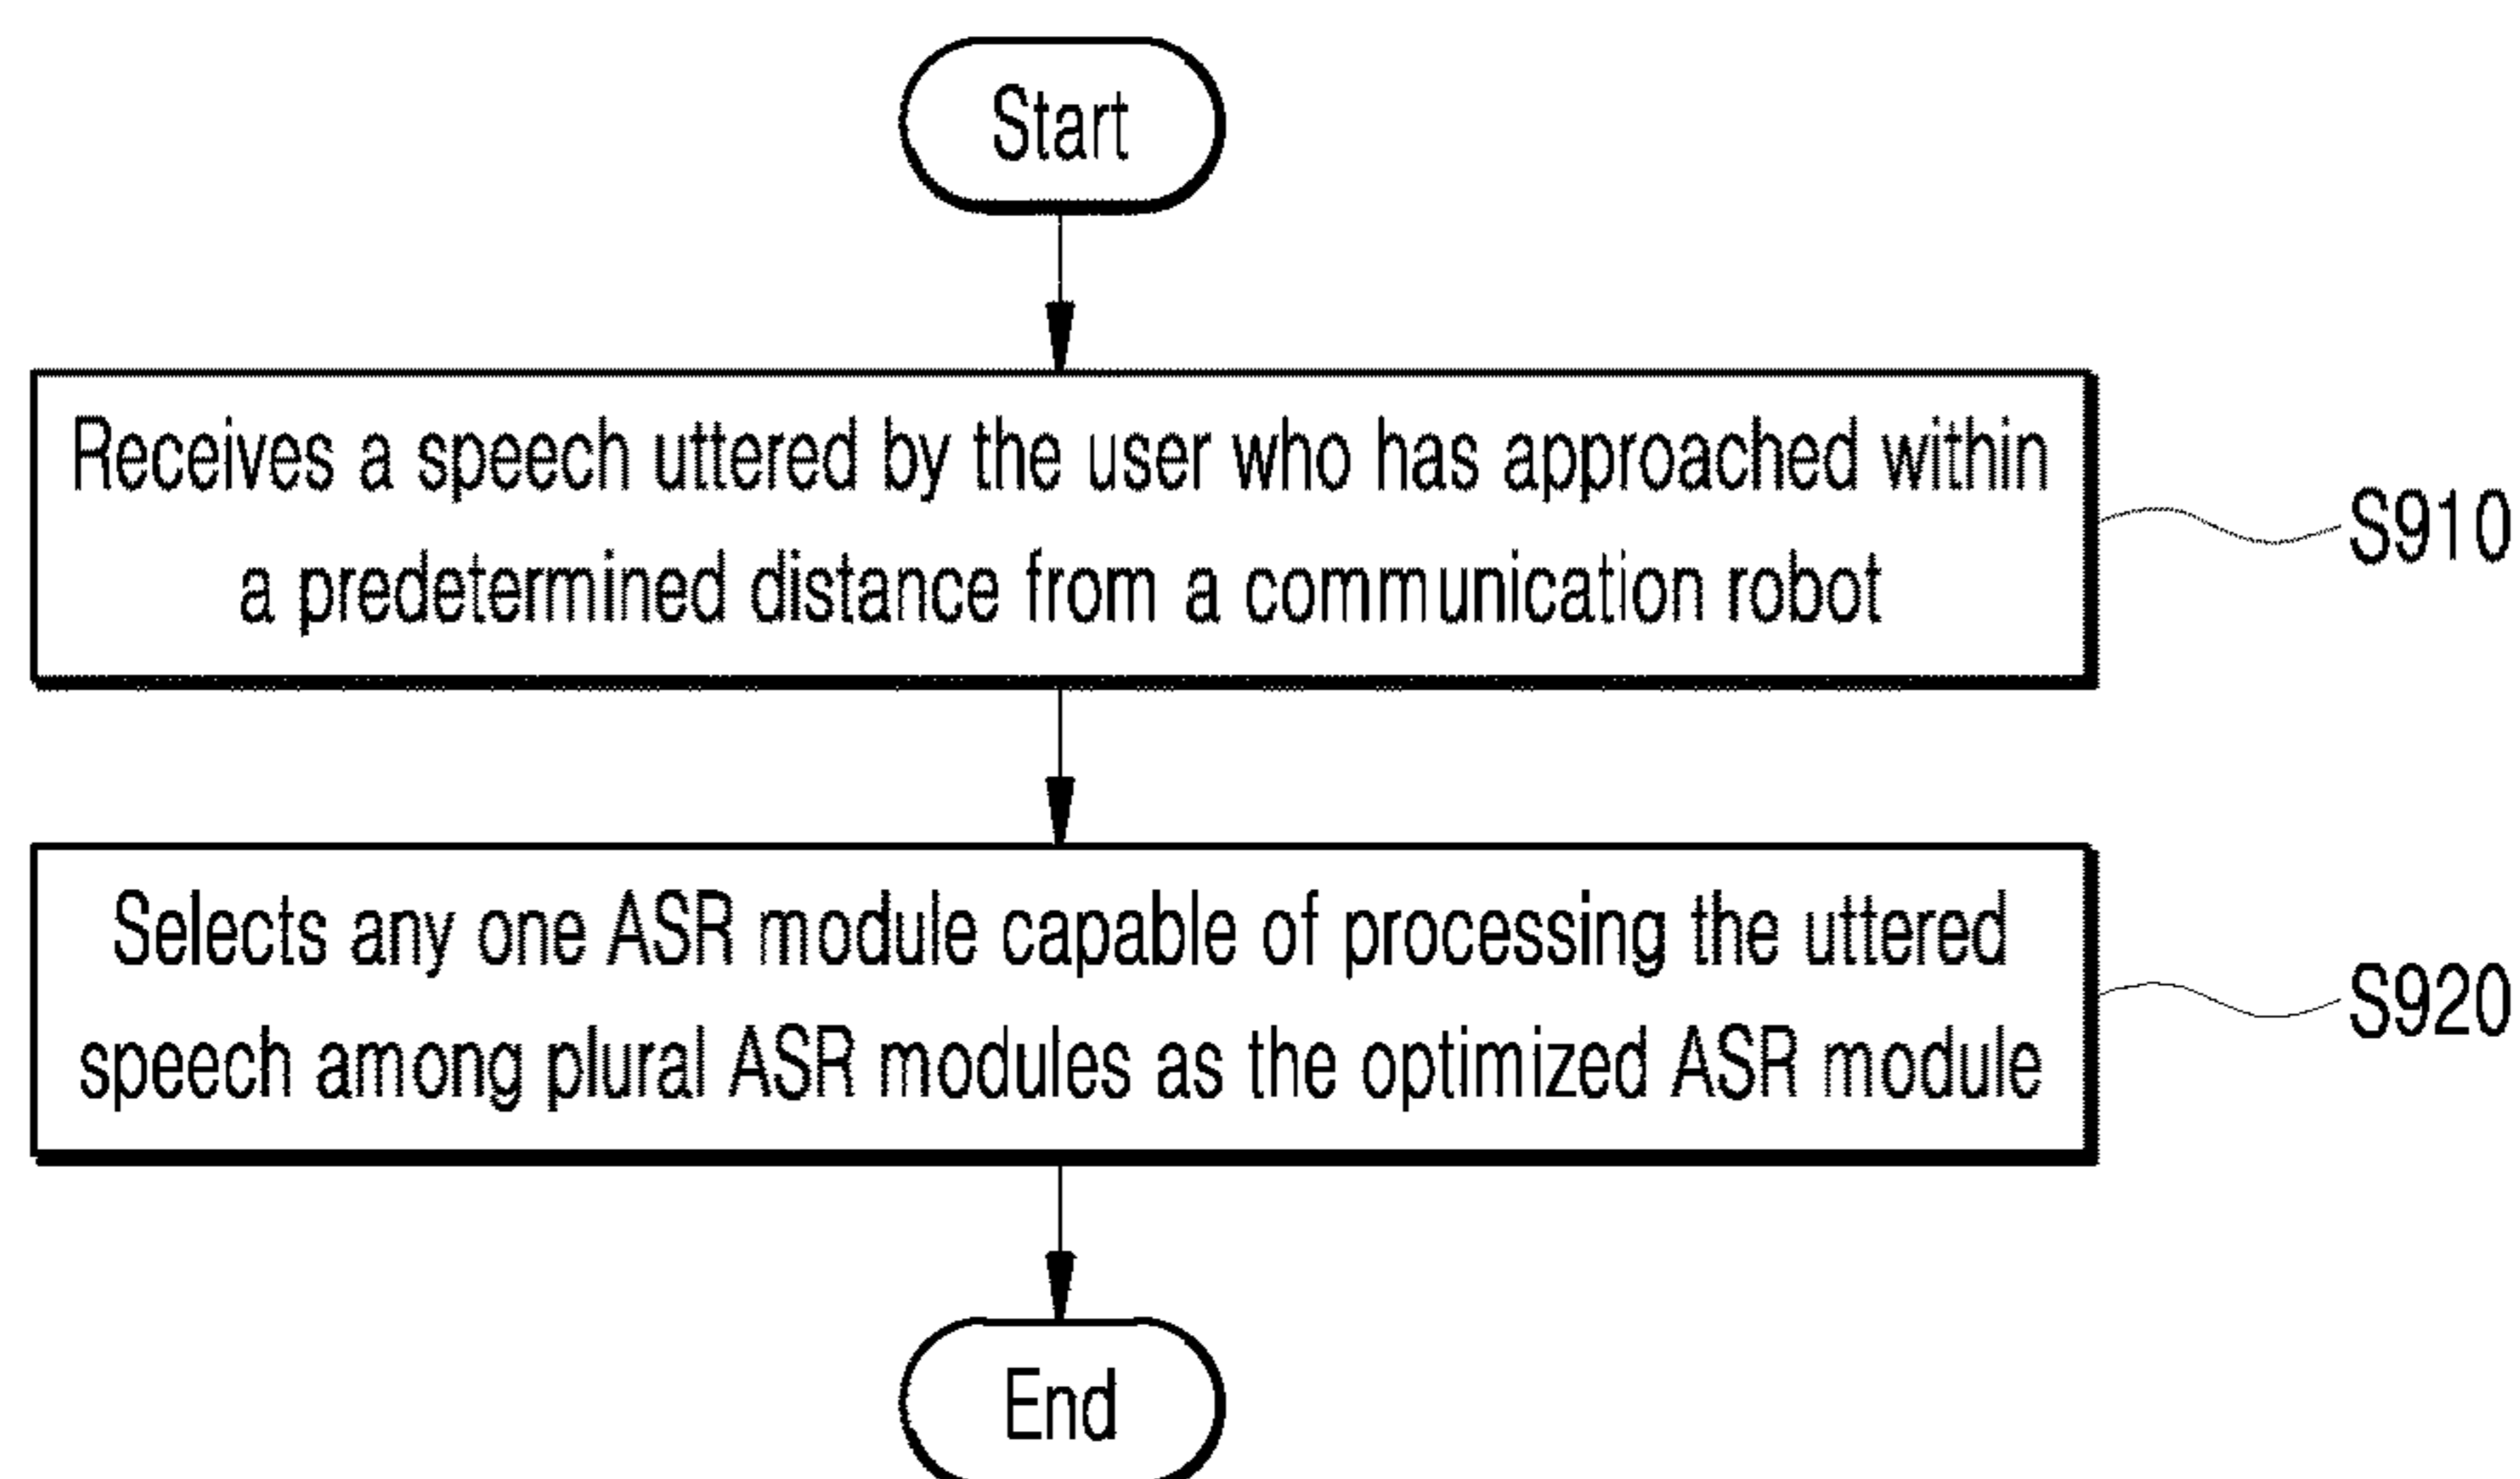 Start
Receives a speech uttered by the user who has approached within
a predetermined distance from a communication robot
S910
Selects any one ASR module capable of processing the uttered
speech among plural ASR modules as the optimized ASR module
S920
End